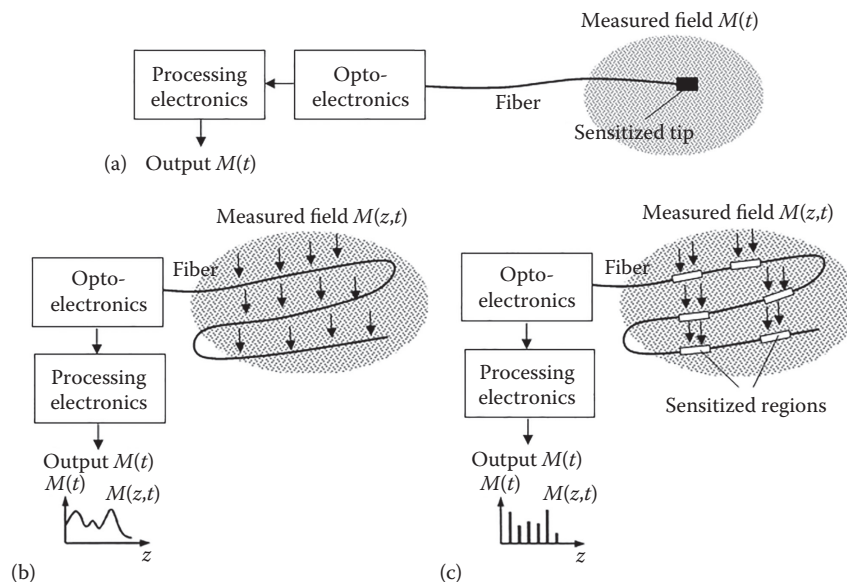 Measured field M(t)
Processing
electronics
Opto-
electronics
Fiber
Sensitized tip
(a)
Output M(t)
Measured field M(z,t)
Fiber
Opto-
electronics
Processing
electronics
Output M(t)
M(t)
M(z,t)
z
(b)
Measured field M(z,t)
Fiber
Opto-
electronics
Processing
electronics
Sensitized regions
Output M(t)
M(t)
M(z,t)
z
(c)